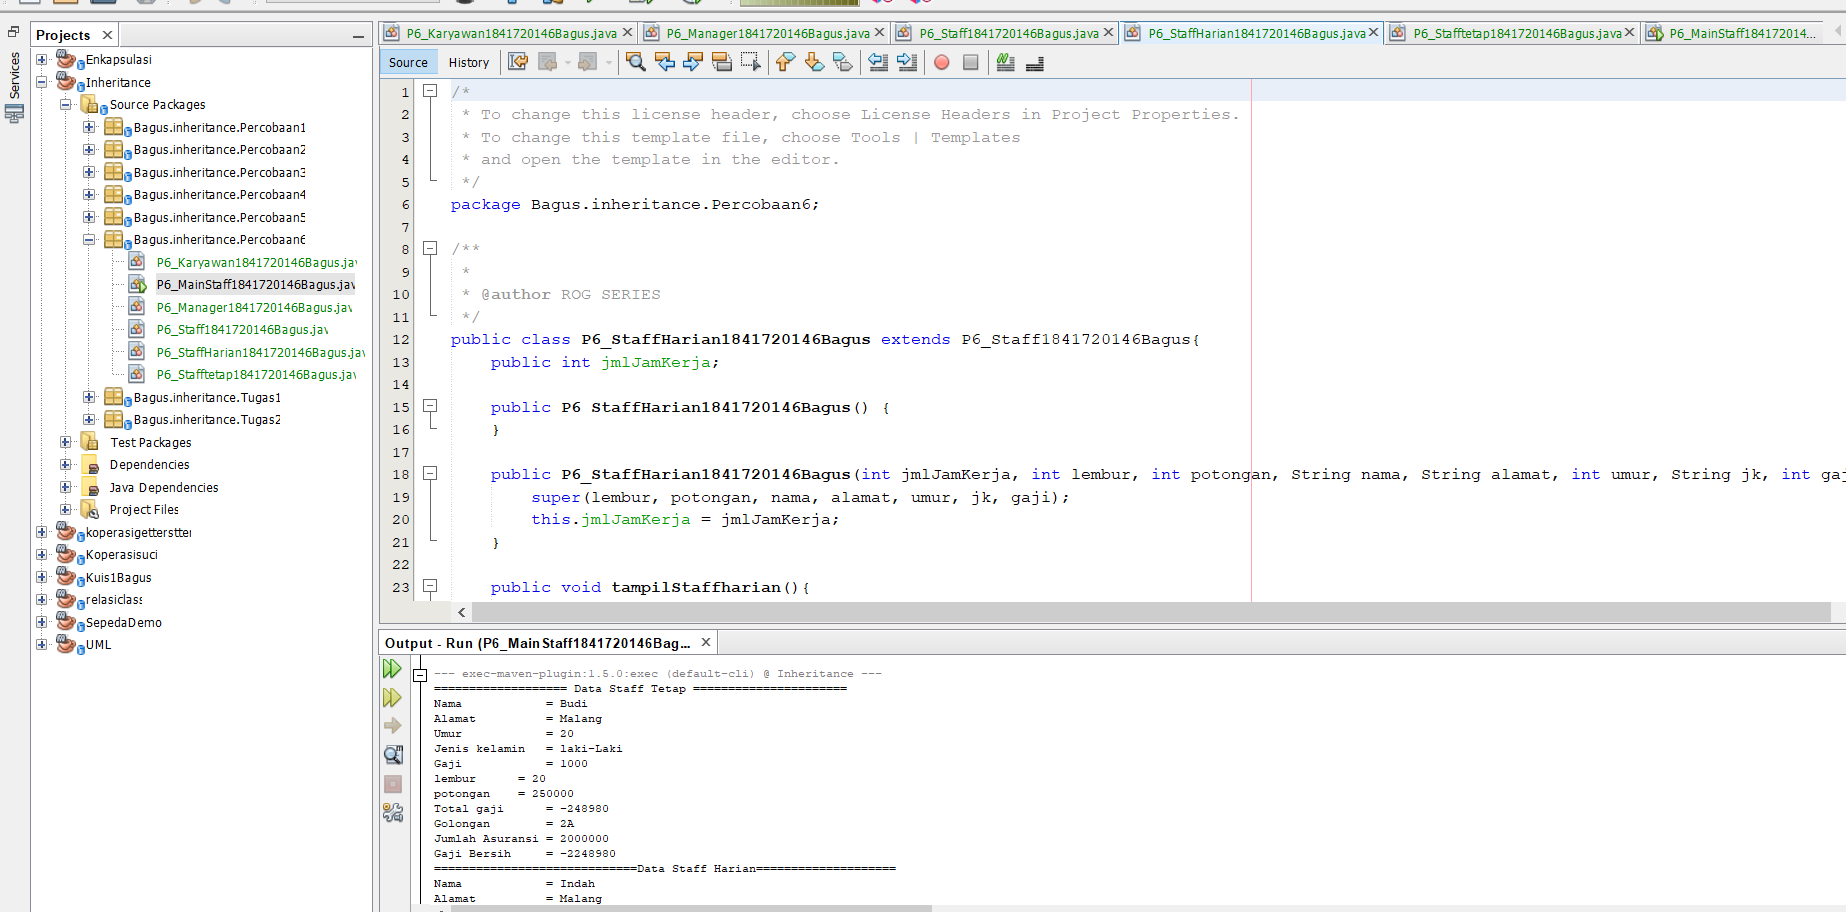 Services
Projects
Enkapsulasi
Inheritance
Source Packages
Bagus.inheritance.Percobaan1
Bagus.inheritance.Percobaan2
Bagus.inheritance.Percobaan3
Bagus.inheritance.Percobaan4
Bagus.inheritance.Percobaan5
Bagus.inheritance.Percobaan6
P6_Karyawan1841720146Bagus.jav
P6_MainStaff1841720146Bagus.jav
P6_Manager1841720146Bagus.jav
P6_Staff1841720146Bagus.jav
P6_StaffHarian1841720146Bagus.jav
P6_Stafftetap1841720146Bagus.jav
Bagus.inheritance.Tugas1
Bagus.inheritance.Tugas2
Test Packages
Dependencies
Java Dependencies
Project Files
koperasigetterstter
Koperasisuci
Kuis1Bagus
relasiclass
SepedaDemo
UML
P6_Karyawan1841720146Bagus.java P6_Manager1841720146Bagus.java P6_Staff1841720146Bagus.java P6_StaffHarian1841720146Bagus.java P6_Stafftetap1841720146Bagus.java P6_MainStaff184172014...
Source History
1 /*
2 * To change this license header, choose License Headers in Project Properties.
3 * To change this template file, choose Tools | Templates
4 * and open the template in the editor.
5 */
6 package Bagus.inheritance.Percobaan6;
7
8 /**
9 *
10 * @author ROG SERIES
11 */
12 public class P6_StaffHarian1841720146Bagus extends P6_Staff1841720146Bagus{
13 public int jmlJamKerja;
14
15 public P6 StaffHarian1841720146Bagus() {
16 }
17
18 public P6_StaffHarian1841720146Bagus(int jmlJamKerja, int lembur, int potongan, String nama, String alamat, int umur, String jk, int gaj
19 super(lembur, potongan, nama, alamat, umur, jk, gaji);
20 this.jmlJamKerja = jmlJamKerja;
21 }
22
23 public void tampilStaffharian(){
Output - Run (P6_MainStaff1841720146Bag...
--- exec-maven-plugin:1.5.0:exec (default-cli) @ Inheritance ---
=================== Data Staff Tetap ======================
Nama = Budi
Alamat = Malang
Umur = 20
Jenis kelamin = laki-Laki
Gaji = 1000
lembur = 20
potongan = 250000
Total gaji = -248980
Golongan = 2A
Jumlah Asuransi = 2000000
Gaji Bersih = -2248980
=============================Data Staff Harian====================
Nama = Indah
Alamat = Malang